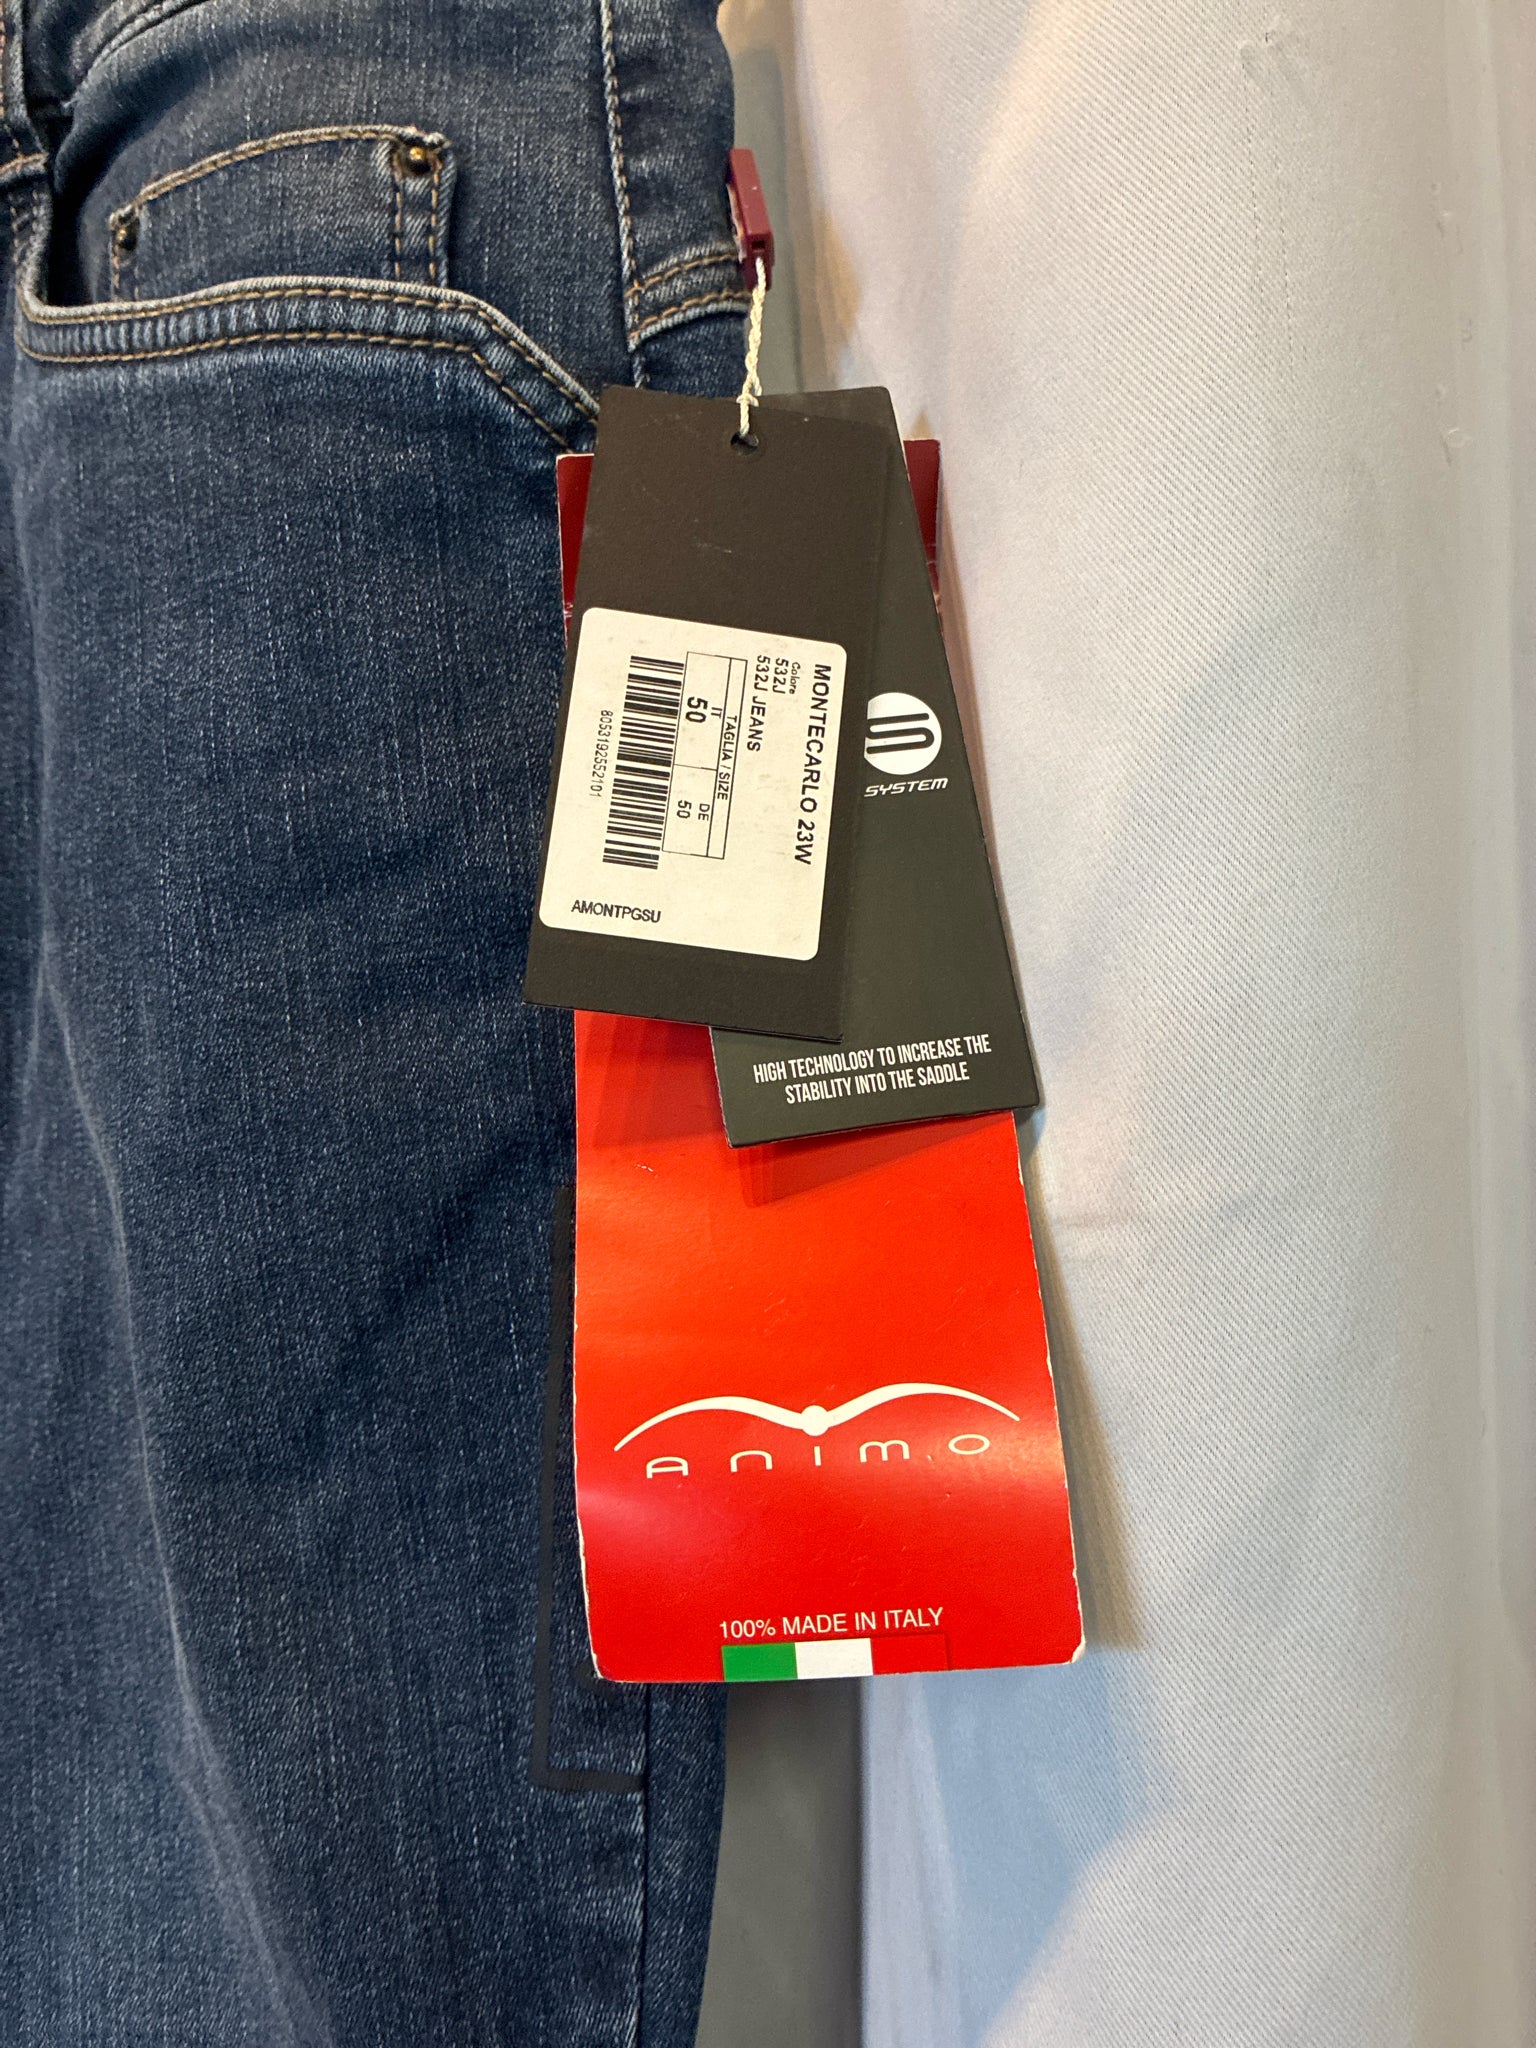 MONTECARLO 23W
Colore
532J
532J JEANS
TAGLIA / SIZE
IT DE
50 50
8053192552101
AMONTPGSU
SYSTEM
HIGH TECHNOLOGY TO INCREASE THE
STABILITY INTO THE SADDLE
ANIMO
100% MADE IN ITALY